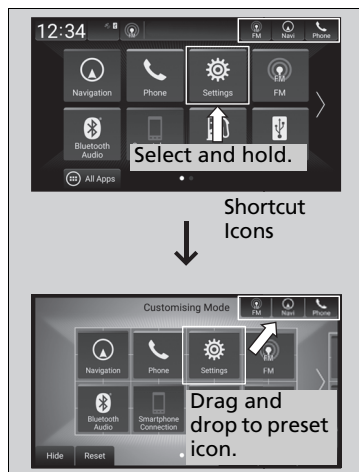 12:34
FM Navi Phone
Navigation Phone Settings FM
Bluetooth
Audio
Select and hold.
All Apps
Shortcut
Icons
Customising Mode
FM Navi Phone
Navigation Phone Settings FM
Bluetooth
Audio
Smartphone
Connection
Drag and
drop to preset
icon.
Hide Reset